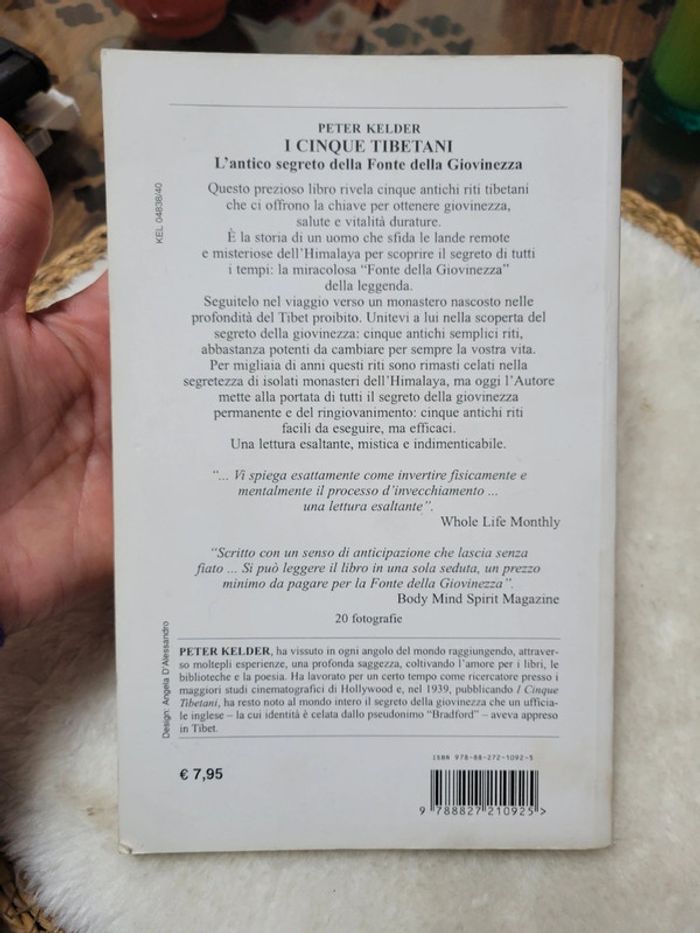 PETER KELDER
I CINQUE TIBETANI
L'antico segreto della Fonte della Giovinezza
Questo prezioso libro rivela cinque antichi riti tibetani
che ci offrono la chiave per ottenere giovinezza,
salute e vitalità durature.
È la storia di un uomo che sfida le lande remote
e misteriose dell'Himalaya per scoprire il segreto di tutti
i tempi: la miracolosa “Fonte della Giovinezza”
della leggenda.
Seguitelo nel viaggio verso un monastero nascosto nelle
profondità del Tibet proibito. Unitevi a lui nella scoperta del
segreto della giovinezza: cinque antichi semplici riti,
abbastanza potenti da cambiare per sempre la vostra vita.
Per migliaia di anni questi riti sono rimasti celati nella
segretezza di isolati monasteri dell'Himalaya, ma oggi l'Autore
mette alla portata di tutti il segreto della giovinezza
permanente e del ringiovanimento: cinque antichi riti
facili da eseguire, ma efficaci.
Una lettura esaltante, mistica e indimenticabile.
“... Vi spiega esattamente come invertire fisicamente e
mentalmente il processo d'invecchiamento ...
una lettura esaltante”.
Whole Life Monthly
“Scritto con un senso di anticipazione che lascia senza
fiato ... Si può leggere il libro in una sola seduta, un prezzo
minimo da pagare per la Fonte della Giovinezza”.
Body Mind Spirit Magazine
20 fotografie
PETER KELDER, ha vissuto in ogni angolo del mondo raggiungendo, attraver-
so moltepli esperienze, una profonda saggezza, coltivando l'amore per i libri, le
biblioteche e la poesia. Ha lavorato per un certo tempo come ricercatore presso i
maggiori studi cinematografici di Hollywood e, nel 1939, pubblicando I Cinque
Tibetani, ha resto noto al mondo intero il segreto della giovinezza che un ufficia-
le inglese – la cui identità è celata dallo pseudonimo “Bradford” – aveva appreso
in Tibet.
KEL 04838/40
Design: Angela D'Alessandro
€ 7,95
ISBN 978-88-272-1092-5
9 788827 210925>